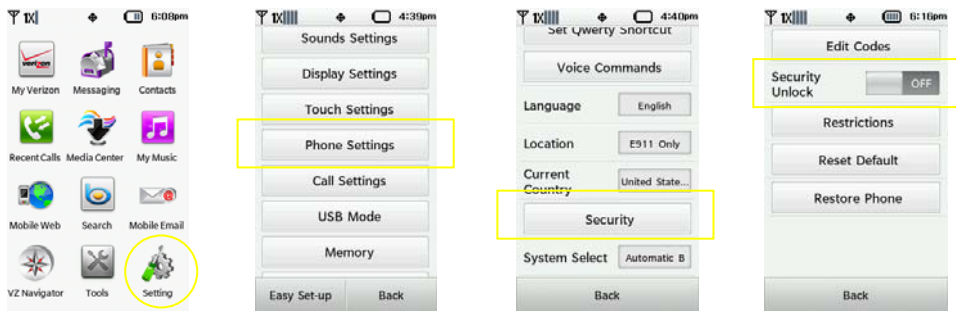 1X 6:08pm
verizon
My Verizon Messaging Contacts
Recent Calls Media Center My Music
Mobile Web Search Mobile Email
VZ Navigator Tools Setting
1X 4:39pm
Sounds Settings
Display Settings
Touch Settings
Phone Settings
Call Settings
USB Mode
Memory
Easy Set-up Back
1X 4:40pm
Set Qwerty Shortcut
Voice Commands
Language English
Location E911 Only
Current
Country United State...
Security
System Select Automatic B
Back
1X 6:16pm
Edit Codes
Security
Unlock OFF
Restrictions
Reset Default
Restore Phone
Back